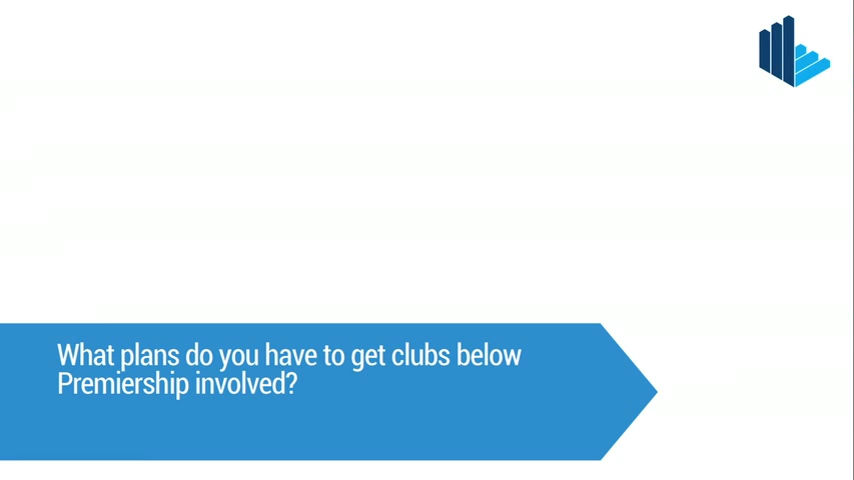 What plans do you have to get clubs below
Premiership involved?